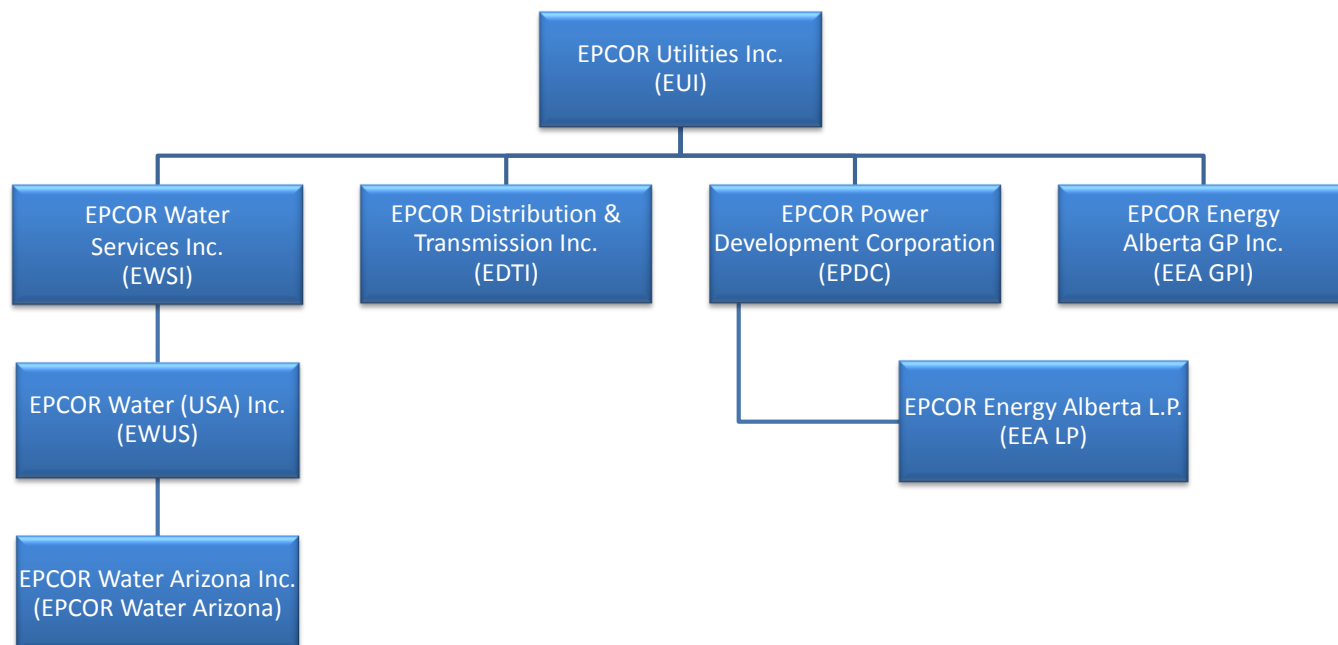 EPCOR Utilities Inc.
(EUI)
EPCOR Water
Services Inc.
(EWSI)
EPCOR Distribution &
Transmission Inc.
(EDTI)
EPCOR Power
Development Corporation
(EPDC)
EPCOR Energy
Alberta GP Inc.
(EEA GPI)
EPCOR Water (USA) Inc.
(EWUS)
EPCOR Energy Alberta L.P.
(EEA LP)
EPCOR Water Arizona Inc.
(EPCOR Water Arizona)